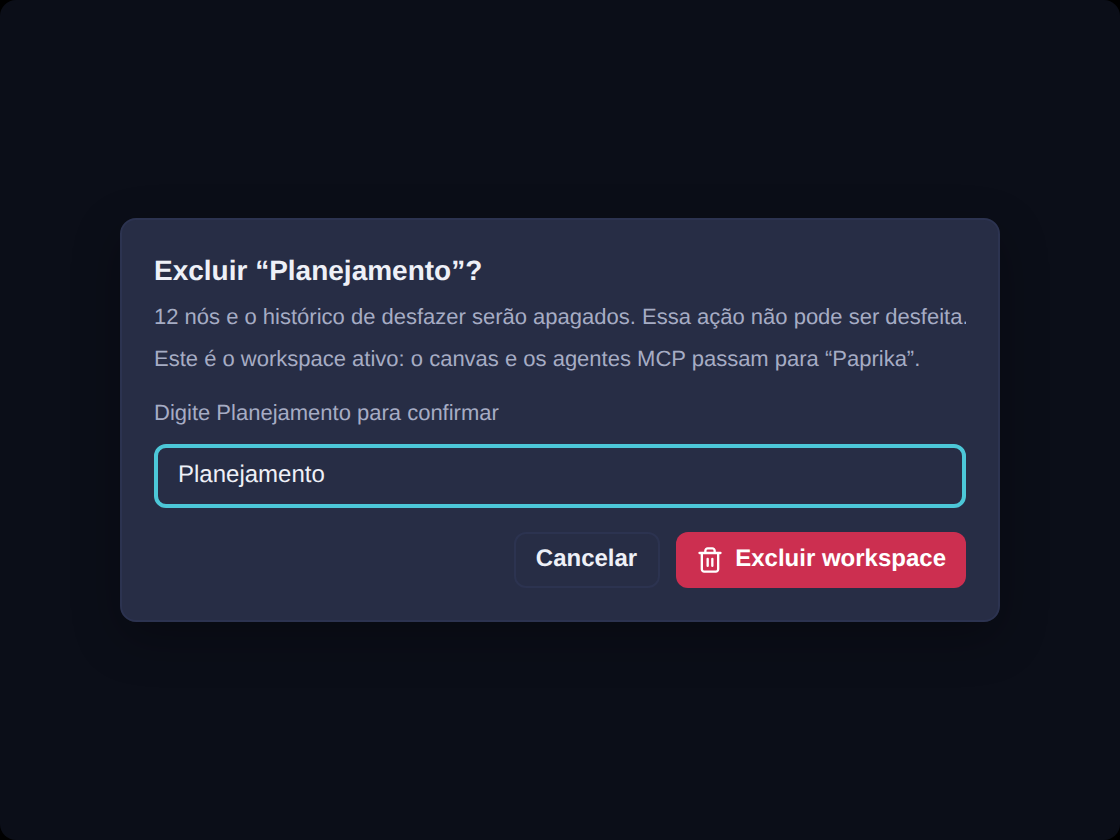 Excluir “Planejamento”?
12 nós e o histórico de desfazer serão apagados. Essa ação não pode ser desfeita.
Este é o workspace ativo: o canvas e os agentes MCP passam para “Paprika”.
Digite Planejamento para confirmar
Planejamento
Cancelar
Excluir workspace